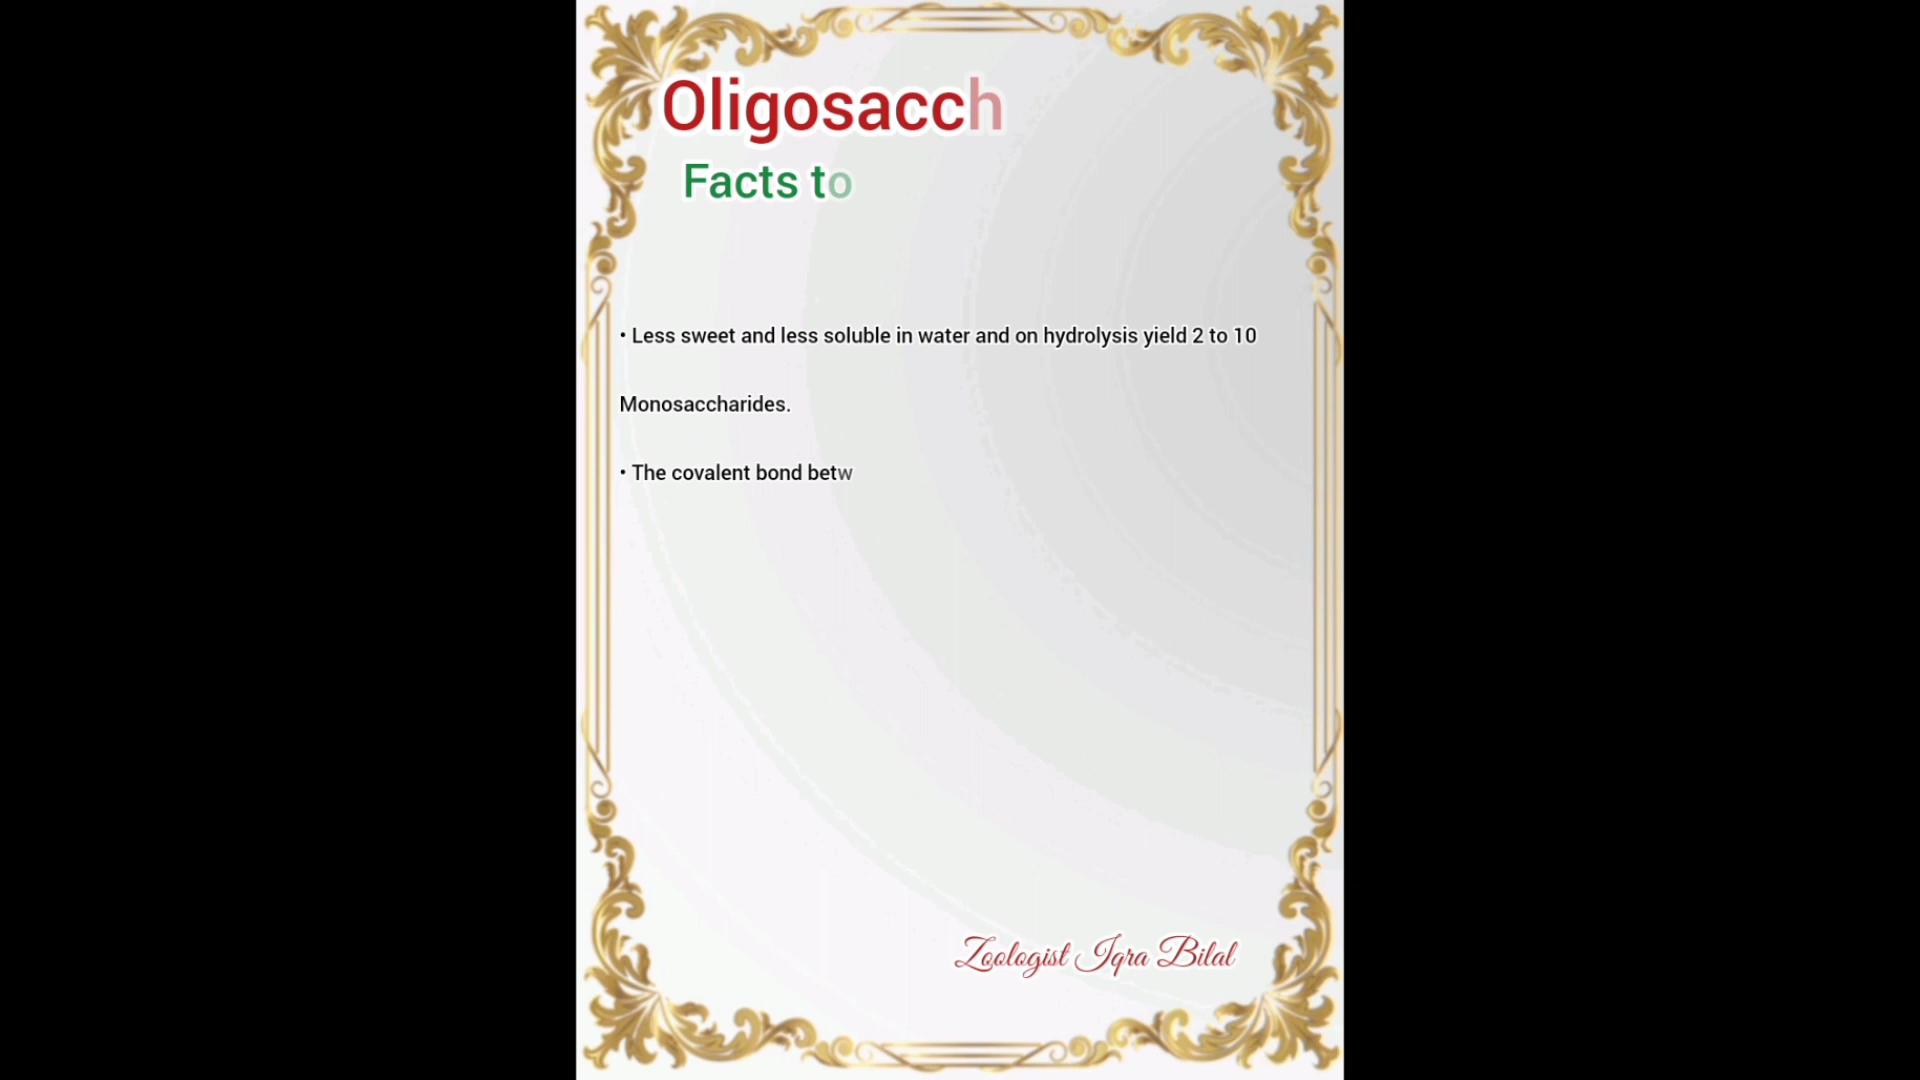 Oligosacch
Facts to
• Less sweet and less soluble in water and on hydrolysis yield 2 to 10
Monosaccharides.
• The covalent bond betw
Zoologist Iqra Bilal